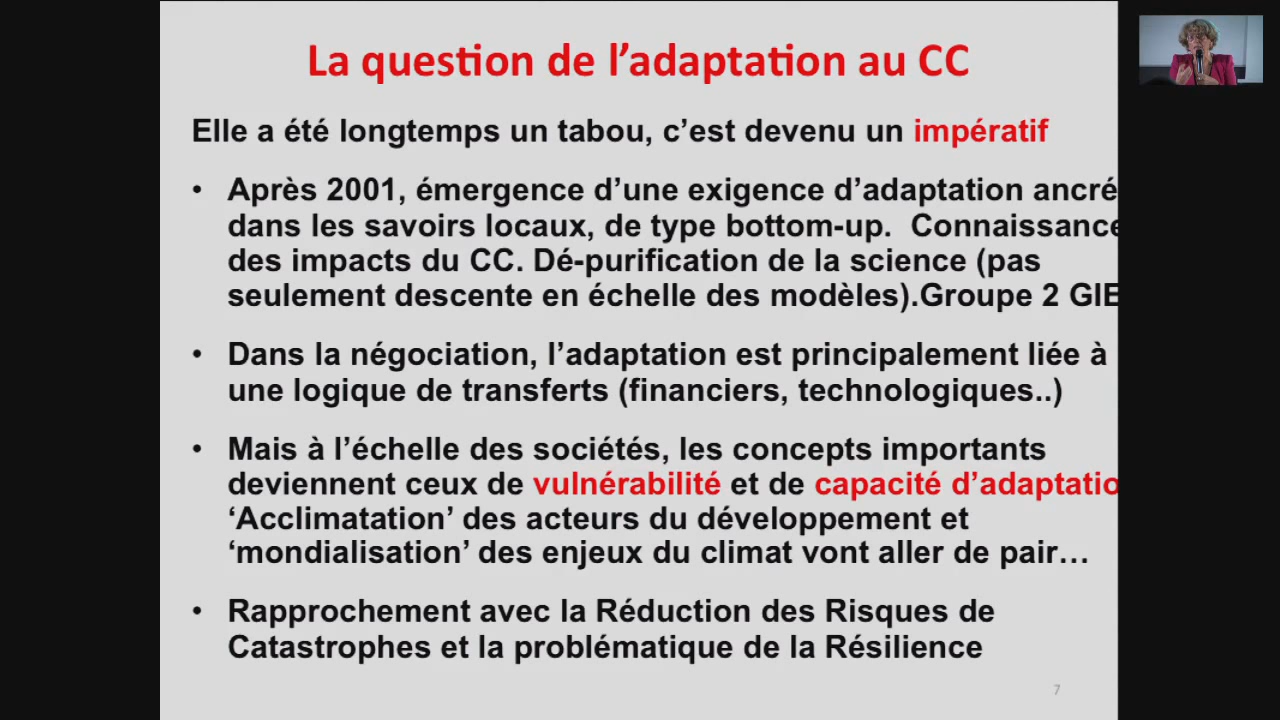 La question de l’adaptation au CC
Elle a été longtemps un tabou, c’est devenu un impératif
• Après 2001, émergence d’une exigence d’adaptation ancré
dans les savoirs locaux, de type bottom-up. Connaissance
des impacts du CC. Dé-purification de la science (pas
seulement descente en échelle des modèles).Groupe 2 GIE
• Dans la négociation, l’adaptation est principalement liée à
une logique de transferts (financiers, technologiques..)
• Mais à l’échelle des sociétés, les concepts importants
deviennent ceux de vulnérabilité et de capacité d’adaptatio
‘Acclimatation’ des acteurs du développement et
‘mondialisation’ des enjeux du climat vont aller de pair…
• Rapprochement avec la Réduction des Risques de
Catastrophes et la problématique de la Résilience
7